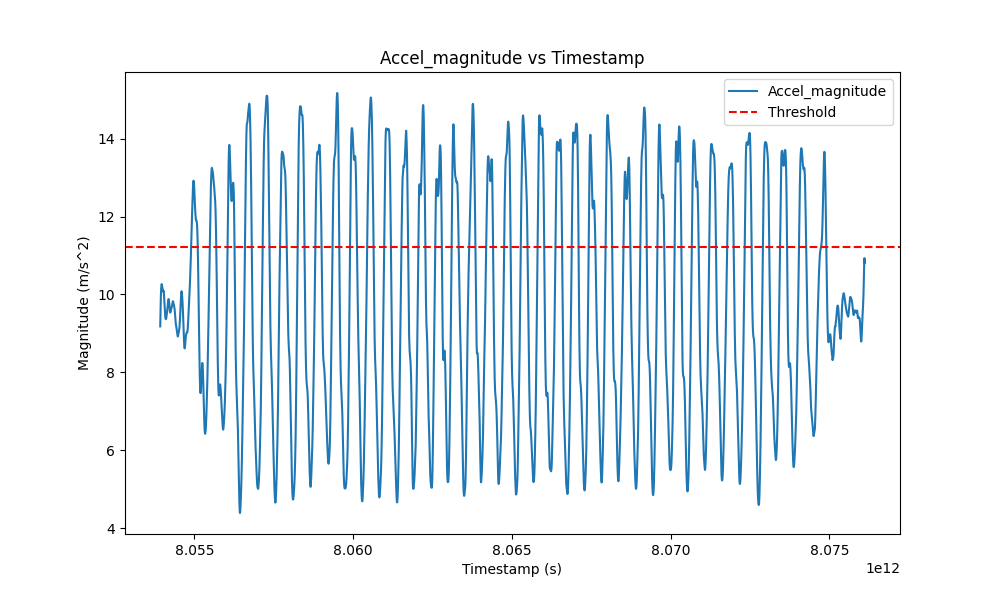 Accel_magnitude vs Timestamp
Accel_magnitude
Threshold
Magnitude (m/s^2)
14
12
10
8
6
4
8.055 8.060 8.065 8.070 8.075
1e12
Timestamp (s)